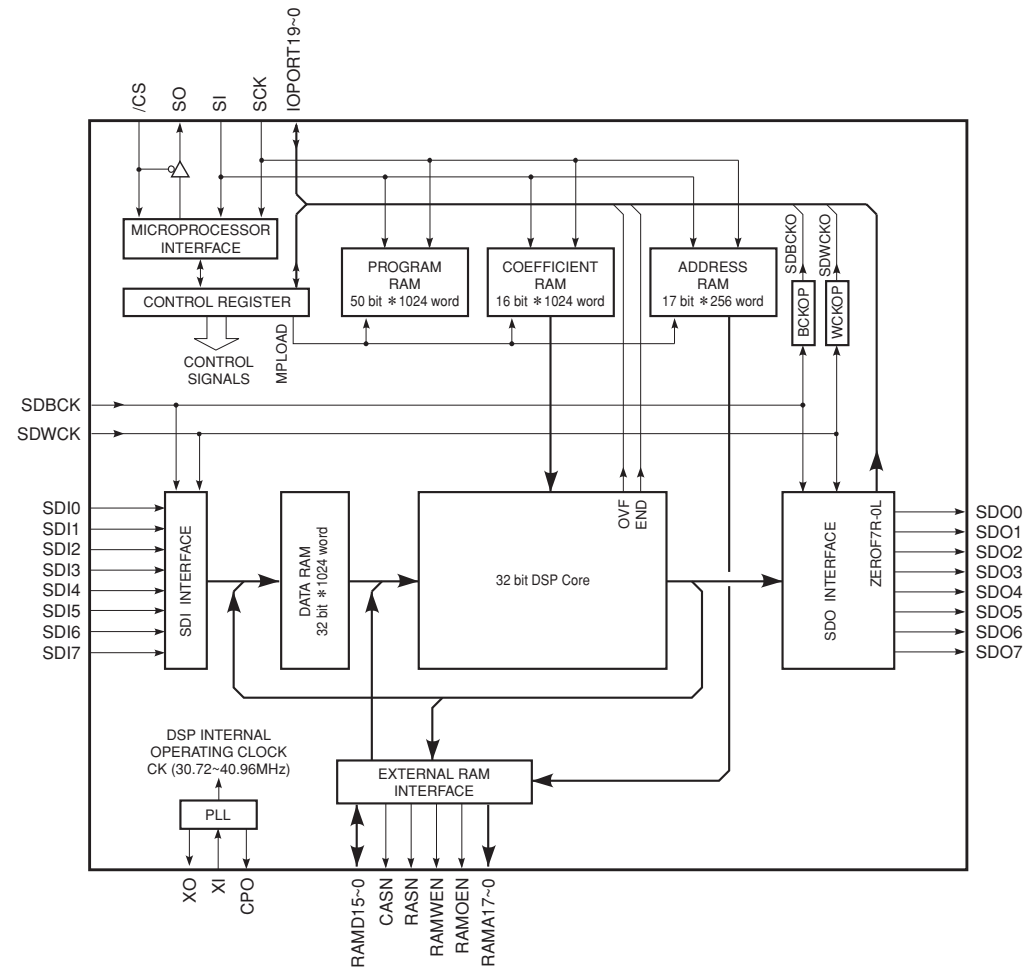 /CS
SO
SI
SCK
IOPORT19~0
MICROPROCESSOR
INTERFACE
CONTROL REGISTER
CONTROL
SIGNALS
MPLOAD
PROGRAM
RAM
50 bit *1024 word
COEFFICIENT
RAM
16 bit *1024 word
ADDRESS
RAM
17 bit *256 word
SDBCKO
SDWCKO
BCKOP
WCKOP
SDBCK
SDWCK
SDI0
SDI1
SDI2
SDI3
SDI4
SDI5
SDI6
SDI7
SDI INTERFACE
DATA RAM
32 bit *1024 word
32 bit DSP Core
OVF
END
SDO INTERFACE
ZEROF7R-0L
SDO0
SDO1
SDO2
SDO3
SDO4
SDO5
SDO6
SDO7
DSP INTERNAL
OPERATING CLOCK
CK (30.72~40.96MHz)
PLL
XO
XI
CPO
EXTERNAL RAM
INTERFACE
RAMD15~0
CASN
RASN
RAMWEN
RAMOEN
RAMA17~0